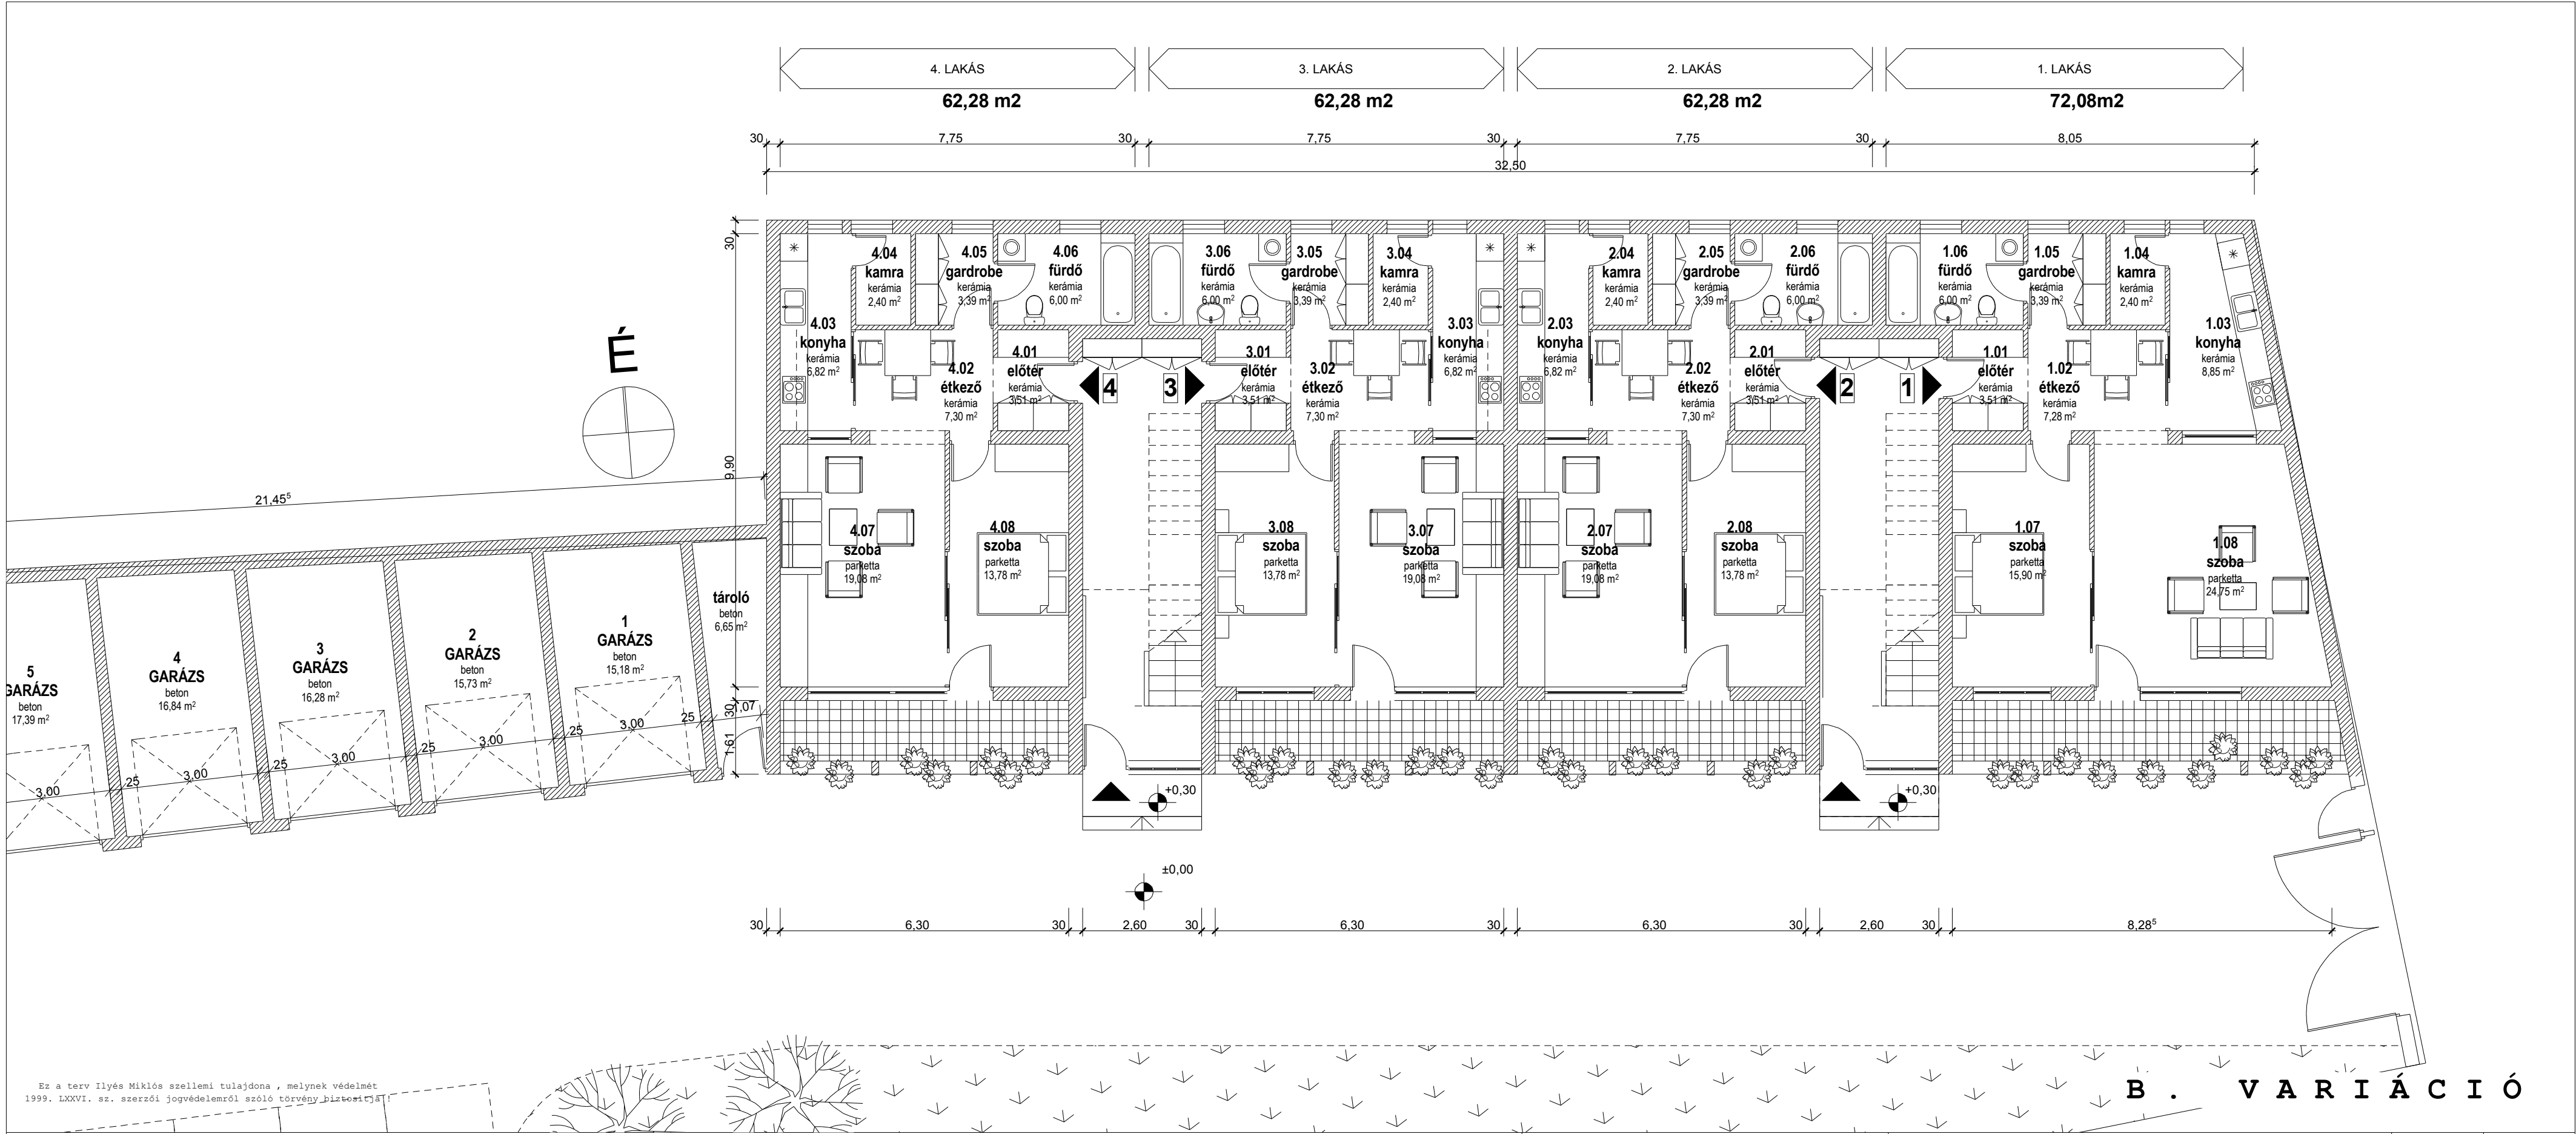 4. LAKÁS
3. LAKÁS
2. LAKÁS
1. LAKÁS
62,28 m2
62,28 m2
62,28 m2
72,08m2
30
7,75
30
7,75
30
7,75
30
8,05
32,50
30
9,90
30
1,61
4.04
kamra
kerámia
2,40 m²
4.05
gardrobe
kerámia
3,39 m²
4.06
fürdő
kerámia
6,00 m²
3.06
fürdő
kerámia
6,00 m²
3.05
gardrobe
kerámia
3,39 m²
3.04
kamra
kerámia
2,40 m²
2.04
kamra
kerámia
2,40 m²
2.05
gardrobe
kerámia
3,39 m²
2.06
fürdő
kerámia
6,00 m²
1.06
fürdő
kerámia
6,00 m²
1.05
gardrobe
kerámia
3,39 m²
1.04
kamra
kerámia
2,40 m²
4.03
konyha
kerámia
6,82 m²
4.02
étkező
kerámia
7,30 m²
4.01
előtér
kerámia
3,51 m²
4
3
3.01
előtér
kerámia
3,51 m²
3.02
étkező
kerámia
7,30 m²
3.03
konyha
kerámia
6,82 m²
2.03
konyha
kerámia
6,82 m²
2.02
étkező
kerámia
7,30 m²
2.01
előtér
kerámia
3,51 m²
2
1
1.01
előtér
kerámia
3,51 m²
1.02
étkező
kerámia
7,28 m²
1.03
konyha
kerámia
8,85 m²
É
21,45⁵
4.07
szoba
parketta
19,08 m²
4.08
szoba
parketta
13,78 m²
3.08
szoba
parketta
13,78 m²
3.07
szoba
parketta
19,08 m²
2.07
szoba
parketta
19,08 m²
2.08
szoba
parketta
13,78 m²
1.07
szoba
parketta
15,90 m²
1.08
szoba
parketta
24,75 m²
tároló
beton
6,65 m²
1
GARÁZS
beton
15,18 m²
2
GARÁZS
beton
15,73 m²
3
GARÁZS
beton
16,28 m²
4
GARÁZS
beton
16,84 m²
5
GARÁZS
beton
17,39 m²
3,00
25
3,00
25
3,00
25
3,00
25
3,00
25
1,07
+0,30
+0,30
±0,00
30
6,30
30
2,60
30
6,30
30
6,30
30
2,60
30
8,28⁵
Ez a terv Ilyés Miklós szellemi tulajdona , melynek védelmét
1999. LXXVI. sz. szerzői jogvédelemről szóló törvény biztosítja !
B . VARIÁCIÓ